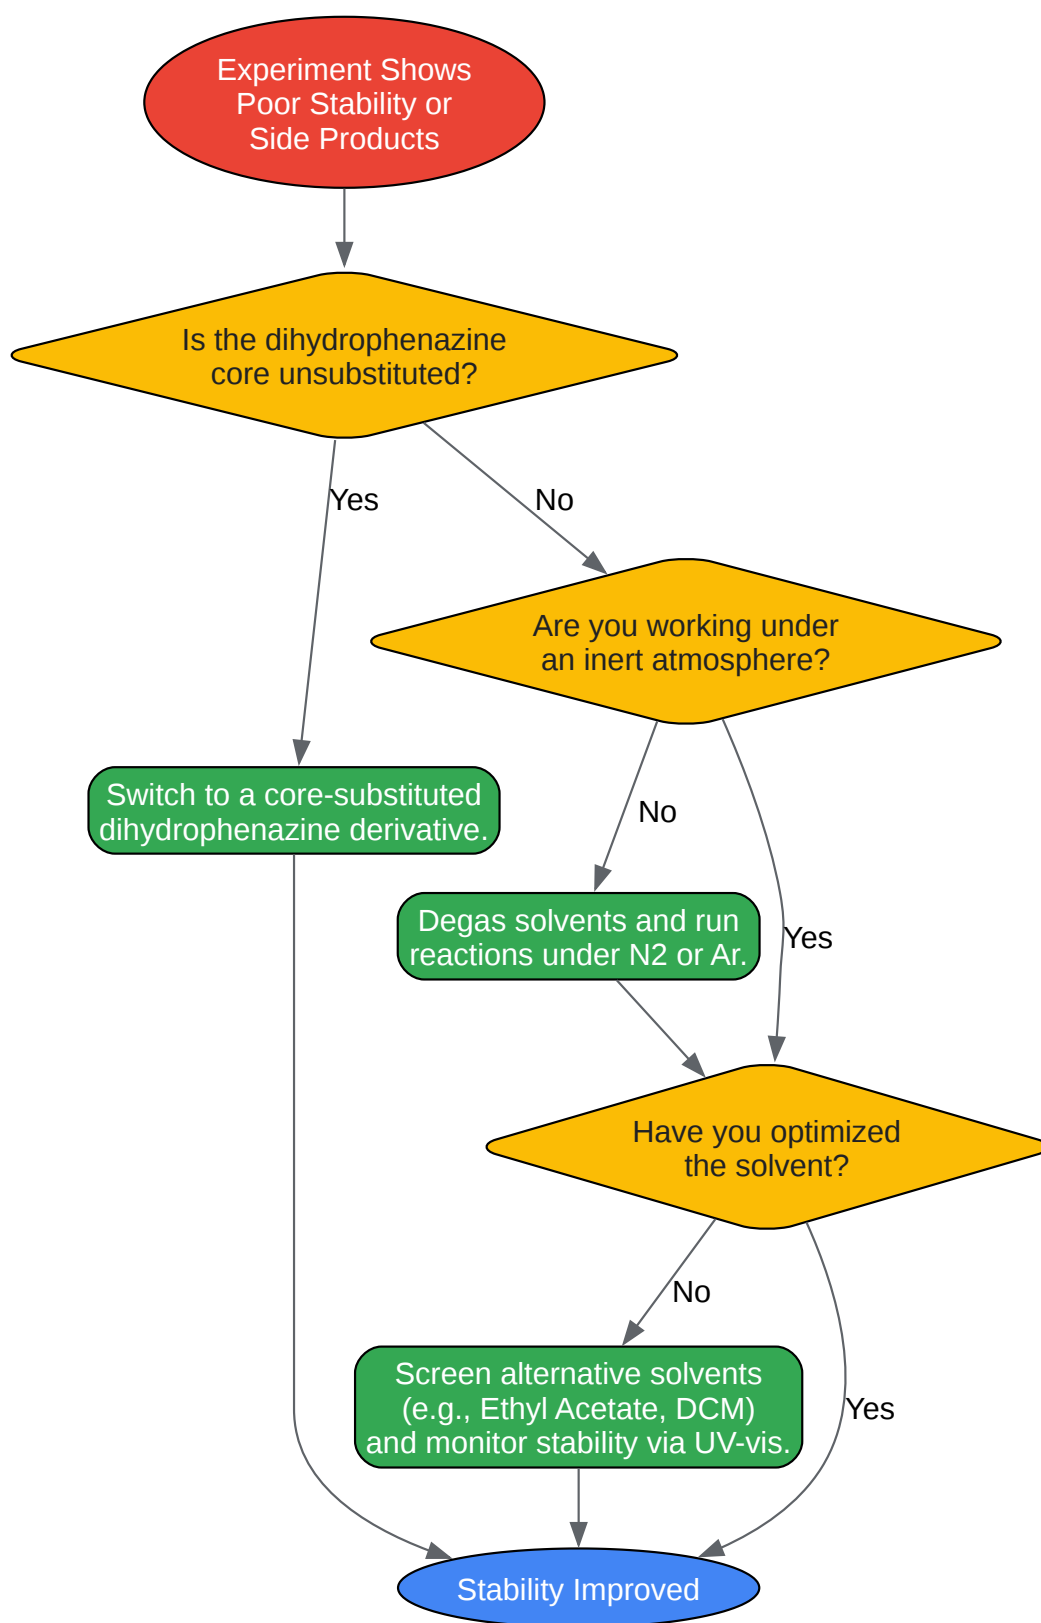 Experiment Shows
Poor Stability or
Side Products
Is the dihydrophenazine
core unsubstituted?
Yes
No
Are you working under
an inert atmosphere?
Switch to a core-substituted
dihydrophenazine derivative.
No
Degas solvents and run
reactions under N2 or Ar.
Yes
Have you optimized
the solvent?
No
Screen alternative solvents
(e.g., Ethyl Acetate, DCM)
and monitor stability via UV-vis.
Yes
Stability Improved